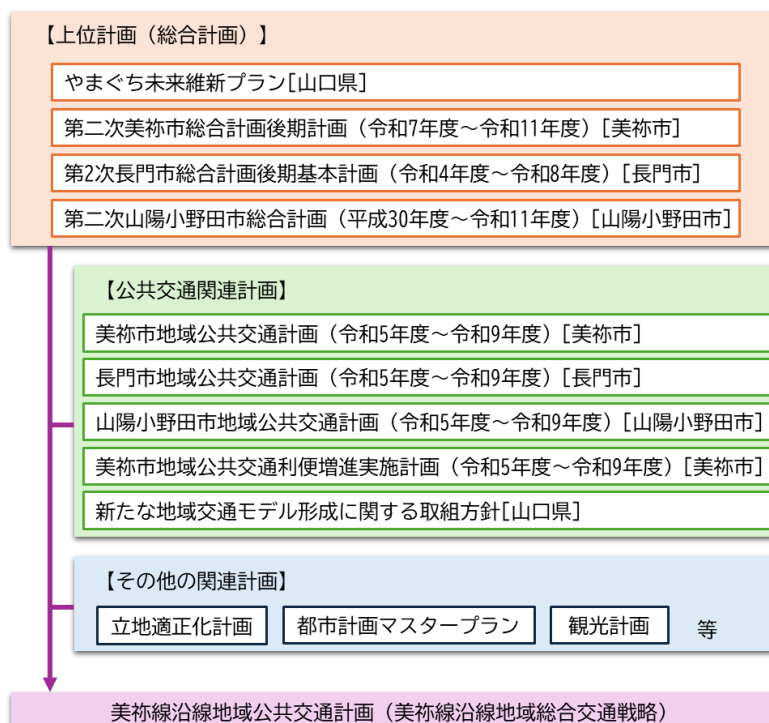 【上位計画（総合計画）】
やまぐち未来維新プラン[山口県]
第二次美祢市総合計画後期計画（令和7年度～令和11年度）[美祢市]
第2次長門市総合計画後期基本計画（令和4年度～令和8年度）[長門市]
第二次山陽小野田市総合計画（平成30年度～令和11年度）[山陽小野田市]
【公共交通関連計画】
美祢市地域公共交通計画（令和5年度～令和9年度）[美祢市]
長門市地域公共交通計画（令和5年度～令和9年度）[長門市]
山陽小野田市地域公共交通計画（令和5年度～令和9年度）[山陽小野田市]
美祢市地域公共交通利便増進実施計画（令和5年度～令和9年度）[美祢市]
新たな地域交通モデル形成に関する取組方針[山口県]
【その他の関連計画】
立地適正化計画 都市計画マスタープラン 観光計画 等
美祢線沿線地域公共交通計画（美祢線沿線地域総合交通戦略）